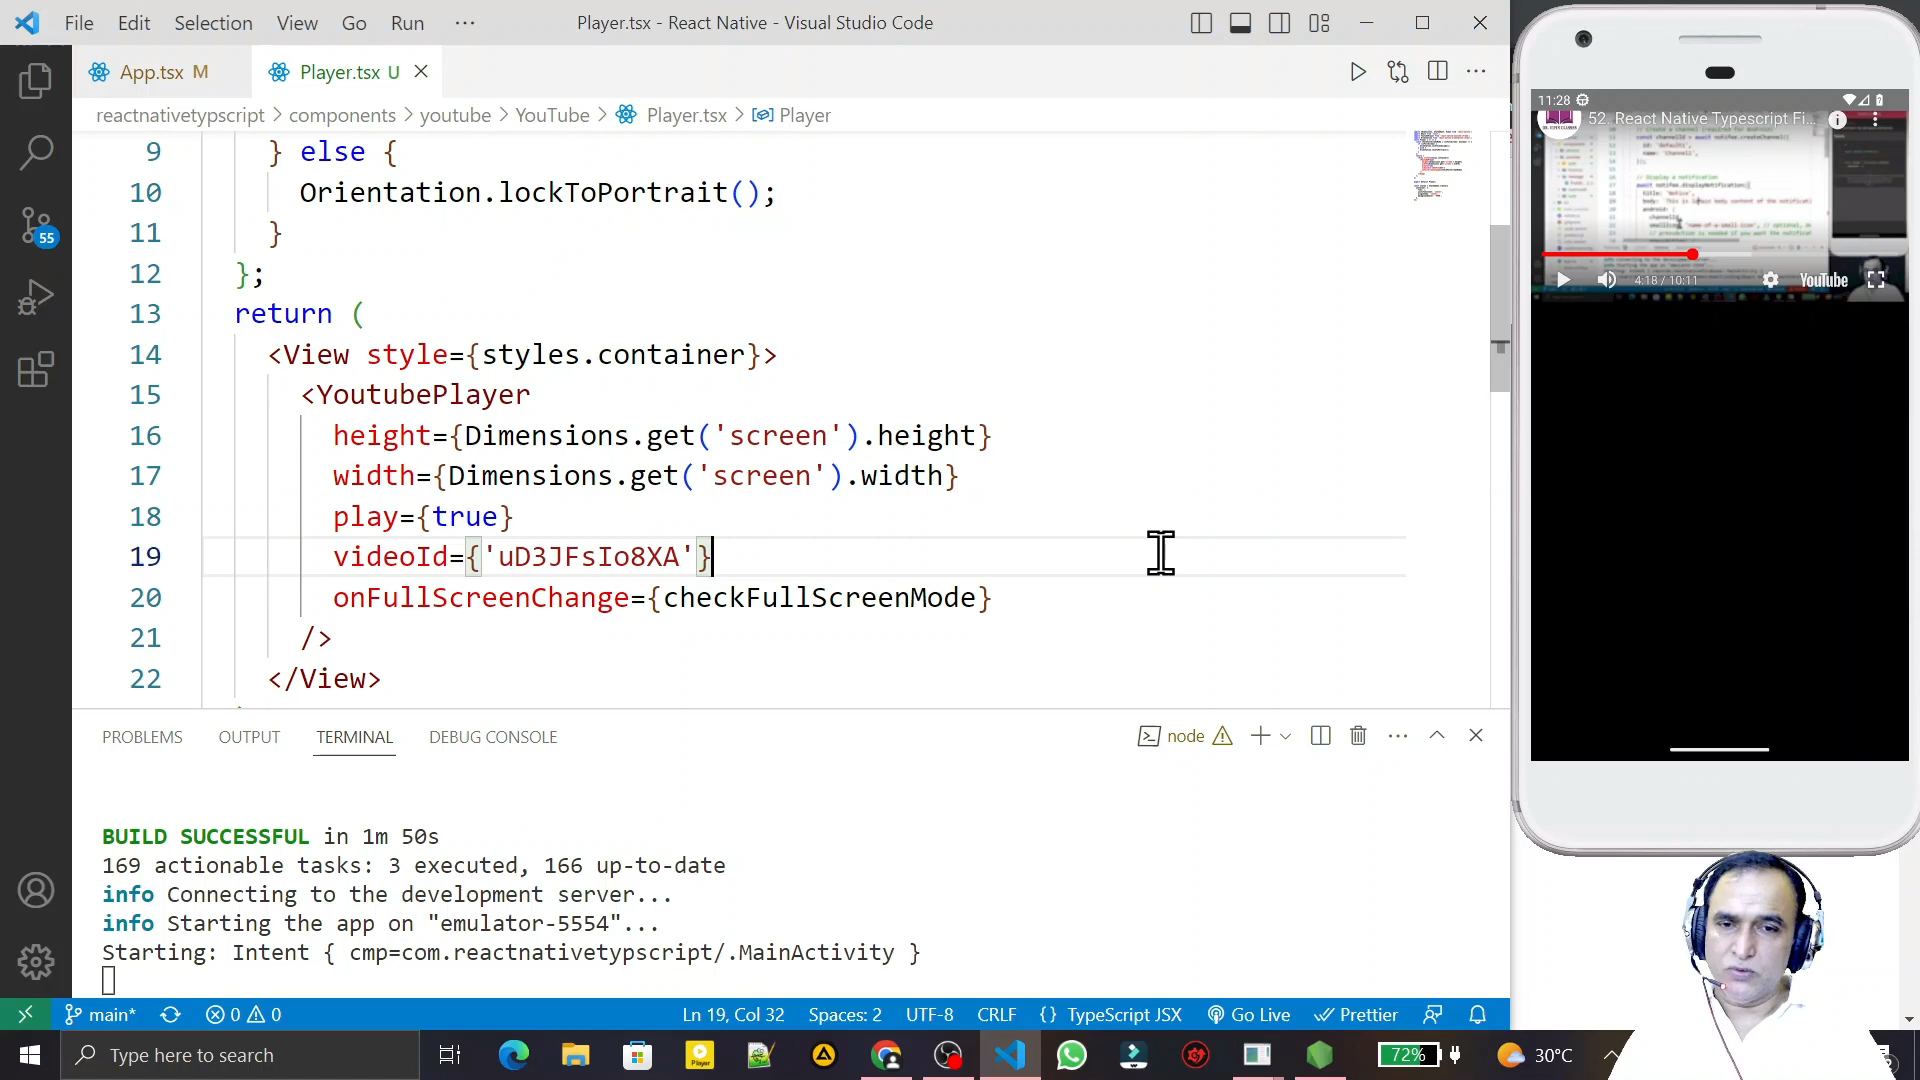 File Edit Selection View Go Run ··· Player.tsx - React Native - Visual Studio Code
App.tsx M Player.tsx U
reactnativetypscript > components > youtube > YouTube > Player.tsx > Player
9 } else {
10 Orientation.lockToPortrait();
11 }
12 };
13 return (
14 <View style={styles.container}>
15 <YoutubePlayer
16 height={Dimensions.get('screen').height}
17 width={Dimensions.get('screen').width}
18 play={true}
19 videoId={'uD3JFsIo8XA'}
20 onFullScreenChange={checkFullScreenMode}
21 />
22 </View>
55
PROBLEMS OUTPUT TERMINAL DEBUG CONSOLE node
BUILD SUCCESSFUL in 1m 50s
169 actionable tasks: 3 executed, 166 up-to-date
info Connecting to the development server...
info Starting the app on "emulator-5554"...
Starting: Intent { cmp=com.reactnativetypscript/.MainActivity }
main* 0 0 Ln 19, Col 32 Spaces: 2 UTF-8 CRLF {} TypeScript JSX Go Live Prettier
Type here to search 72% 30°C
11:28
52. React Native Typescript Fi...
// Display a notification
await notifee.displayNotification({
4:18 / 10:11 YouTube